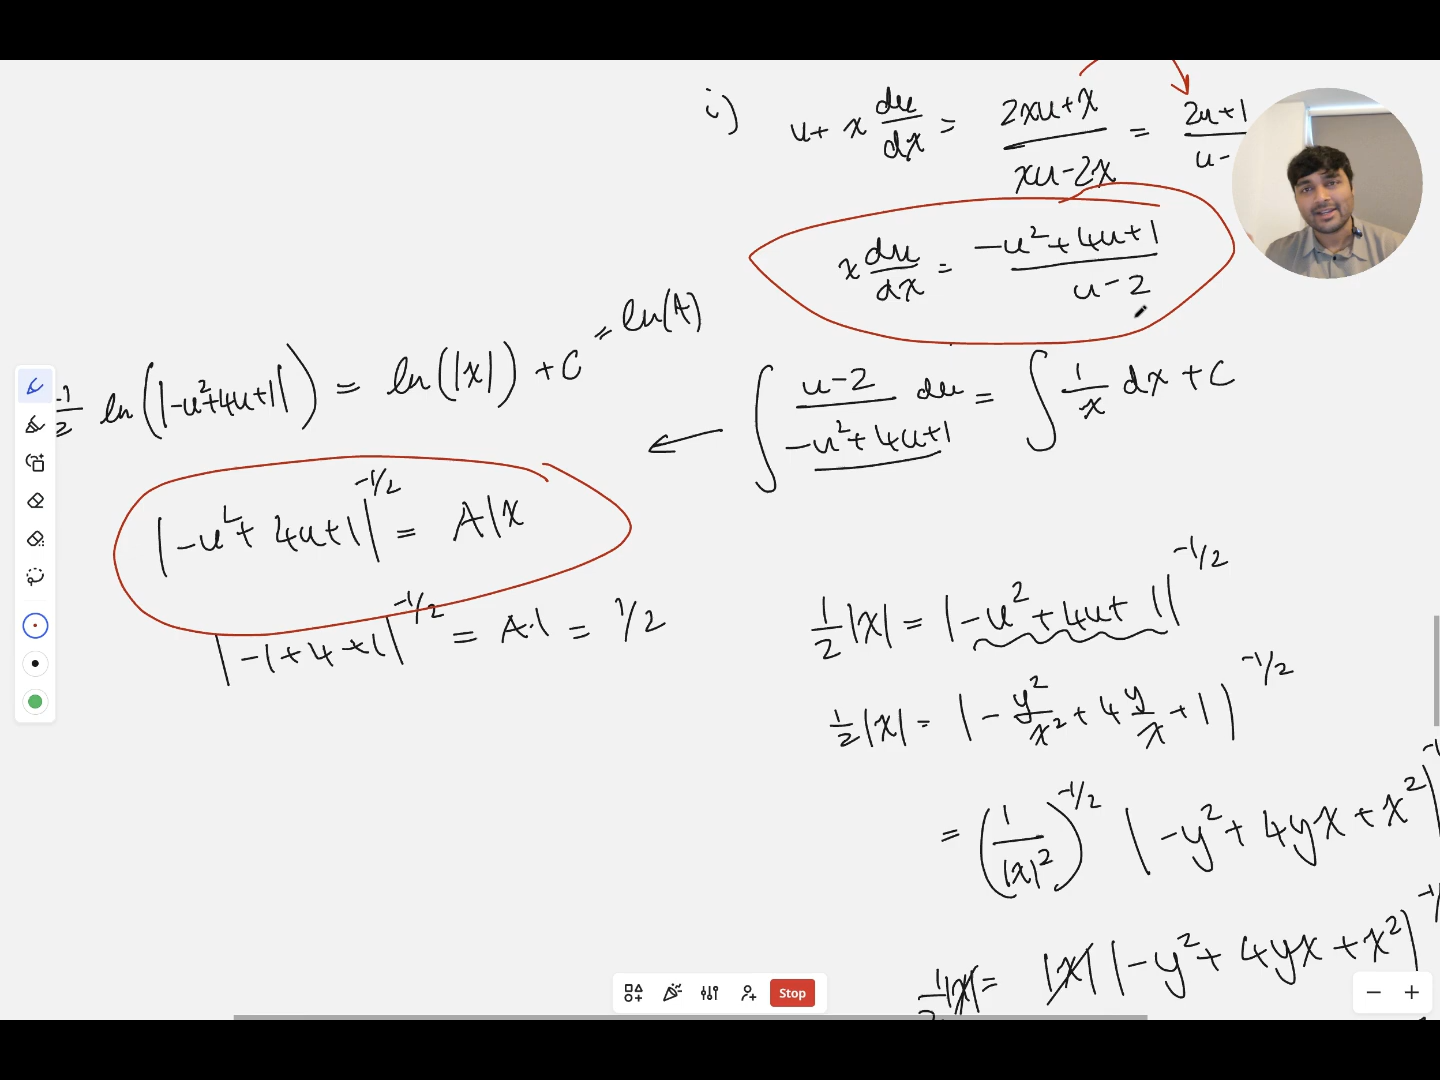 i) u + x du/dx = 2xu+x / xu-2x = 2u+1 / u-
x du/dx = -u² + 4u + 1 / u-2
-1/2 ln(|-u²+4u+1|) = ln(|x|) + C = ln(A)
← ∫ u-2 / -u²+4u+1 du = ∫ 1/x dx + C
|-u²+ 4u+1|^-1/2 = A|x
|-1+4+1|^-1/2 = A·1 = 1/2
1/2 |x| = |-u² + 4u+ 1|^-1/2
1/2 |x| = |- y²/x² + 4 y/x + 1|^-1/2
= (1/|x|²)^-1/2 |-y² + 4yx + x²|
|x| = |x| |-y² + 4yx + x²|
Stop